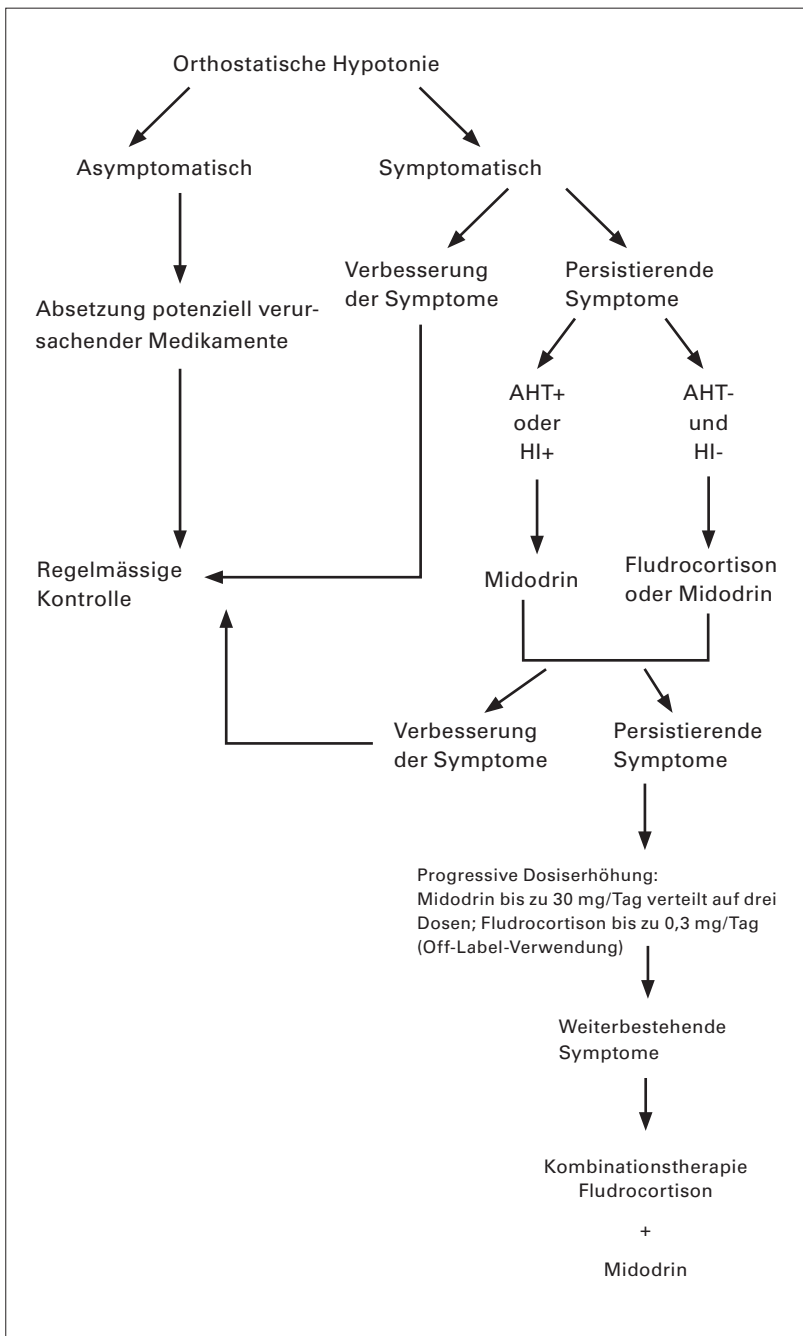 Orthostatische Hypotonie
Asymptomatisch
Symptomatisch
Absetzung potenziell verur-
sachender Medikamente
Verbesserung
der Symptome
Persistierende
Symptome
AHT+
oder
HI+
AHT-
und
HI-
Regelmässige
Kontrolle
Midodrin
Fludrocortison
oder Midodrin
Verbesserung
der Symptome
Persistierende
Symptome
Progressive Dosiserhöhung:
Midodrin bis zu 30 mg/Tag verteilt auf drei
Dosen; Fludrocortison bis zu 0,3 mg/Tag
(Off-Label-Verwendung)
Weiterbestehende
Symptome
Kombinationstherapie
Fludrocortison
+
Midodrin